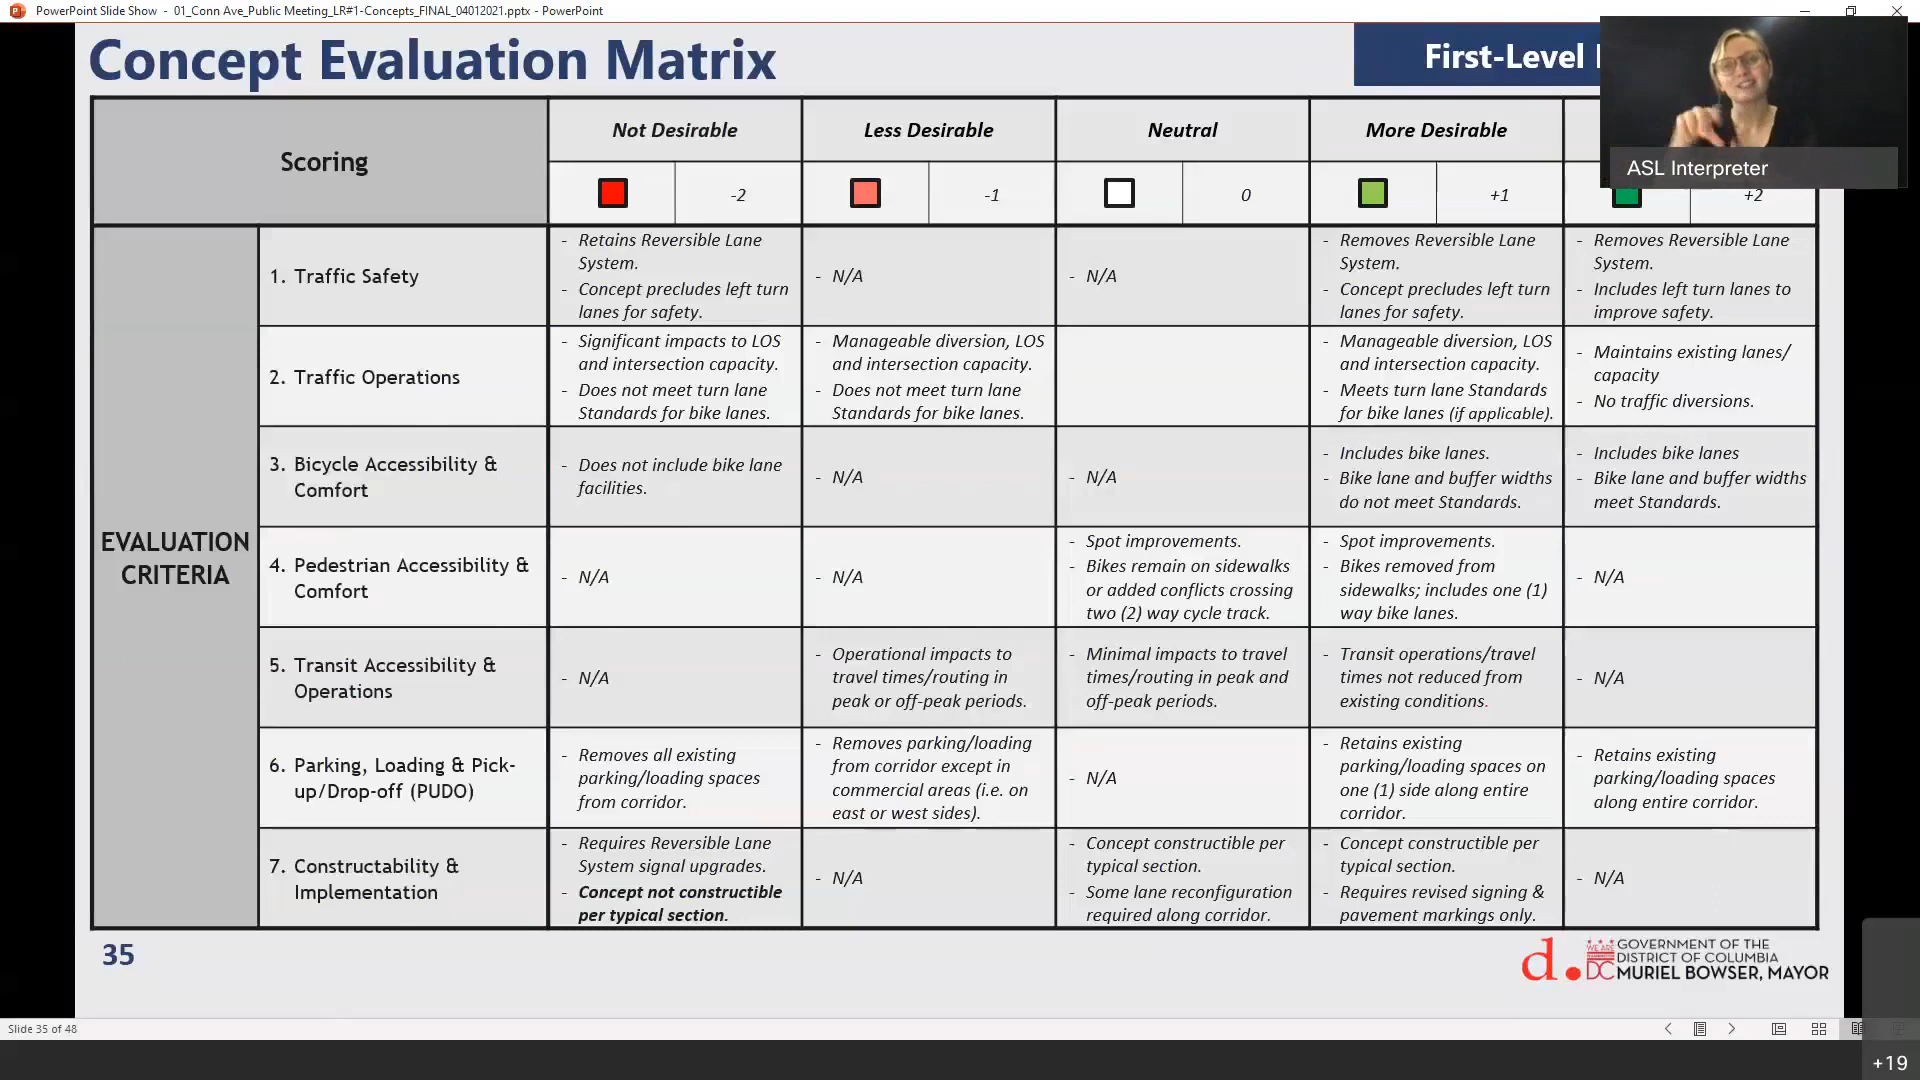 PowerPoint Slide Show - 01_Conn Ave_Public Meeting_LR#1-Concepts_FINAL_04012021.pptx - PowerPoint
Concept Evaluation Matrix
First-Level
ASL Interpreter
Scoring
Not Desirable
Less Desirable
Neutral
More Desirable
-2
-1
0
+1
+2
EVALUATION
CRITERIA
1. Traffic Safety
- Retains Reversible Lane
System.
- Concept precludes left turn
lanes for safety.
- N/A
- N/A
- Removes Reversible Lane
System.
- Concept precludes left turn
lanes for safety.
- Removes Reversible Lane
System.
- Includes left turn lanes to
improve safety.
2. Traffic Operations
- Significant impacts to LOS
and intersection capacity.
- Does not meet turn lane
Standards for bike lanes.
- Manageable diversion, LOS
and intersection capacity.
- Does not meet turn lane
Standards for bike lanes.
- Manageable diversion, LOS
and intersection capacity.
- Meets turn lane Standards
for bike lanes (if applicable).
- Maintains existing lanes/
capacity
- No traffic diversions.
3. Bicycle Accessibility &
Comfort
- Does not include bike lane
facilities.
- N/A
- N/A
- Includes bike lanes.
- Bike lane and buffer widths
do not meet Standards.
- Includes bike lanes
- Bike lane and buffer widths
meet Standards.
4. Pedestrian Accessibility &
Comfort
- N/A
- N/A
- Spot improvements.
- Bikes remain on sidewalks
or added conflicts crossing
two (2) way cycle track.
- Spot improvements.
- Bikes removed from
sidewalks; includes one (1)
way bike lanes.
- N/A
5. Transit Accessibility &
Operations
- N/A
- Operational impacts to
travel times/routing in
peak or off-peak periods.
- Minimal impacts to travel
times/routing in peak and
off-peak periods.
- Transit operations/travel
times not reduced from
existing conditions.
- N/A
6. Parking, Loading & Pick-
up/Drop-off (PUDO)
- Removes all existing
parking/loading spaces
from corridor.
- Removes parking/loading
from corridor except in
commercial areas (i.e. on
east or west sides).
- N/A
- Retains existing
parking/loading spaces on
one (1) side along entire
corridor.
- Retains existing
parking/loading spaces
along entire corridor.
7. Constructability &
Implementation
- Requires Reversible Lane
System signal upgrades.
- Concept not constructible
per typical section.
- N/A
- Concept constructible per
typical section.
- Some lane reconfiguration
required along corridor.
- Concept constructible per
typical section.
- Requires revised signing &
pavement markings only.
- N/A
35
d.
WE ARE
WASHINGTON
DC
GOVERNMENT OF THE
DISTRICT OF COLUMBIA
MURIEL BOWSER, MAYOR
Slide 35 of 48
+19